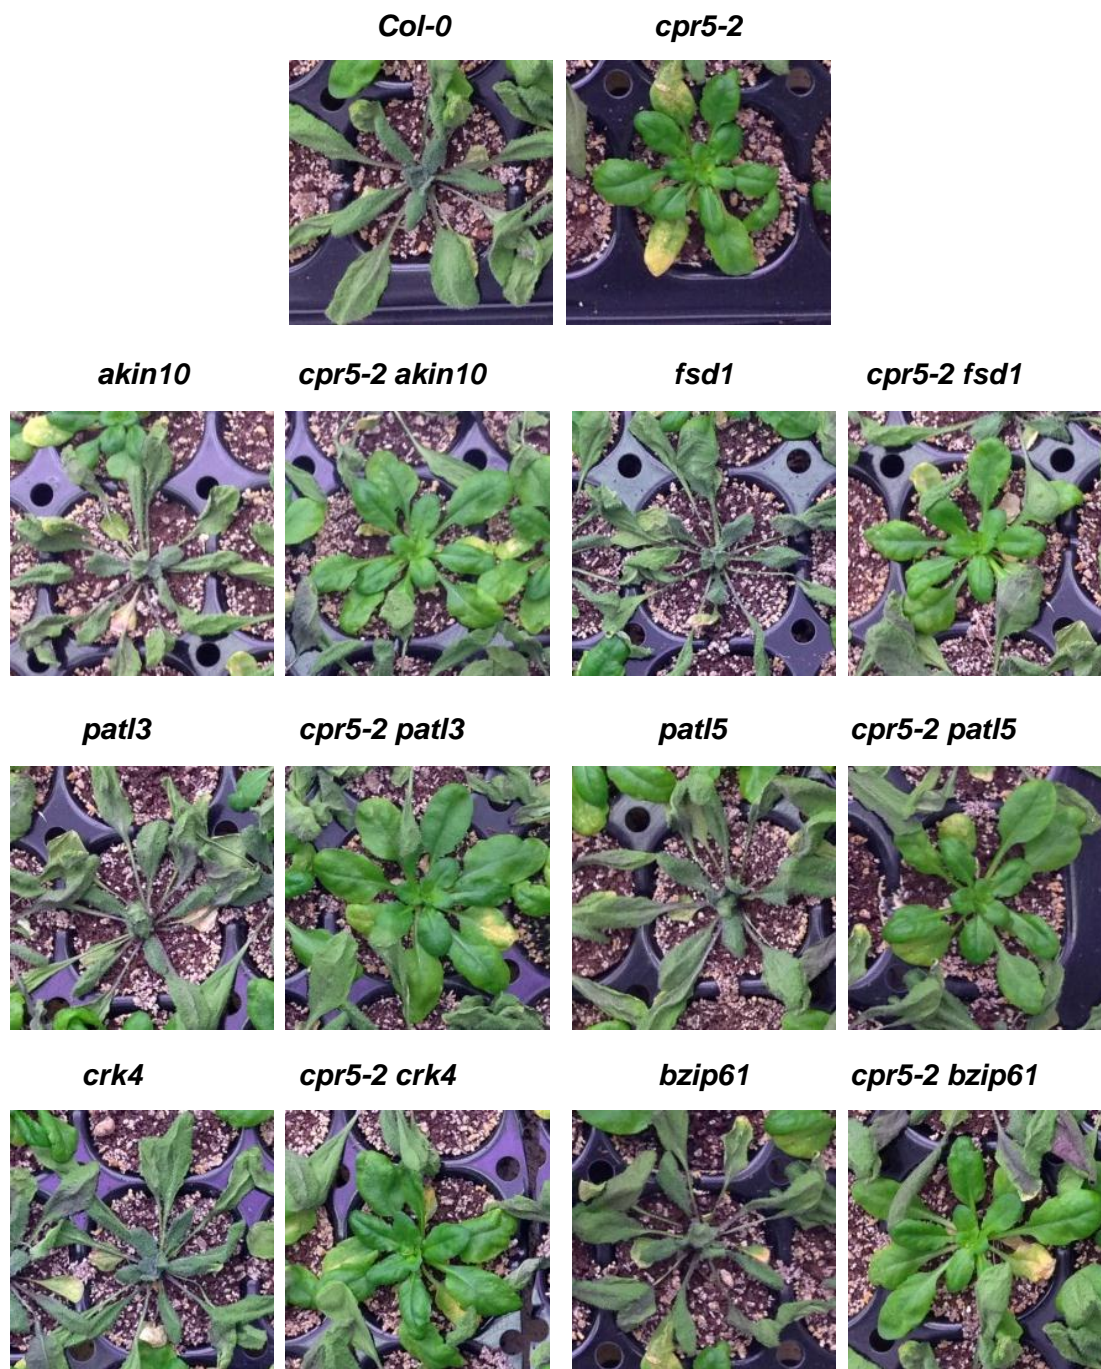 Col-0 cpr5-2
akin10 cpr5-2 akin10 fsd1 cpr5-2 fsd1
patl3 cpr5-2 patl3 patl5 cpr5-2 patl5
crk4 cpr5-2 crk4 bzip61 cpr5-2 bzip61